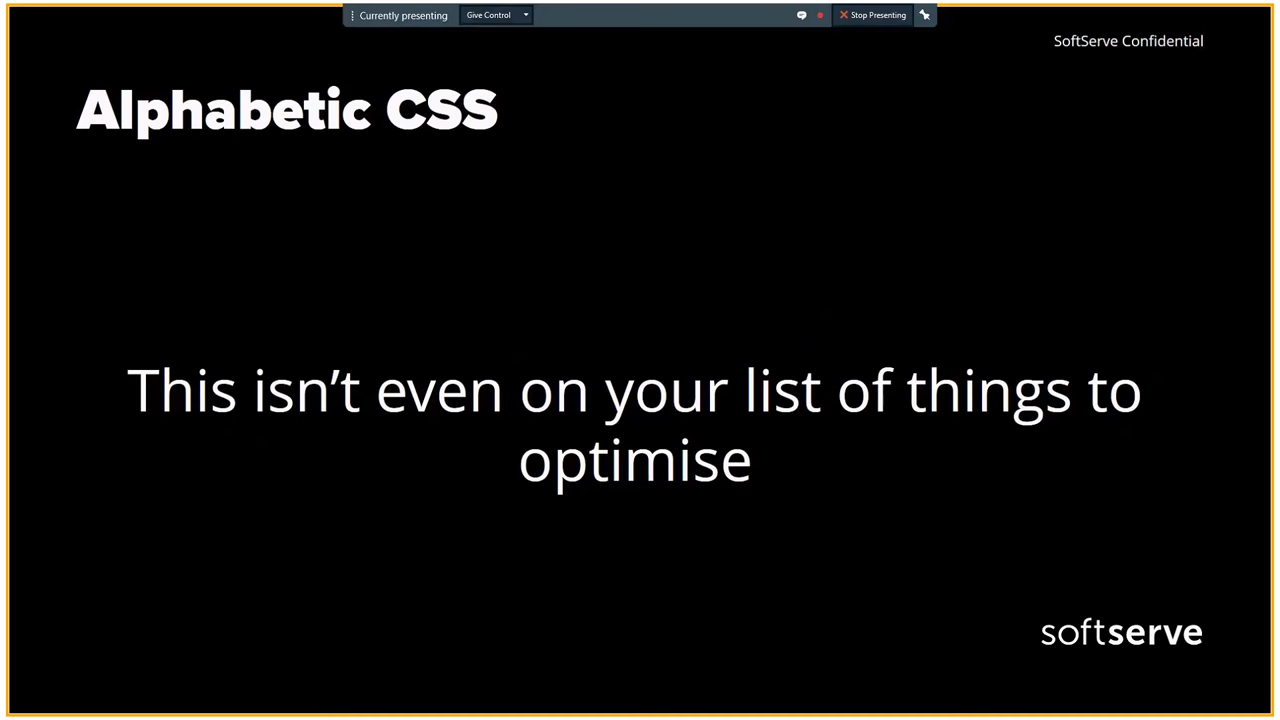 Currently presenting
Give Control
Stop Presenting
SoftServe Confidential
Alphabetic CSS
This isn’t even on your list of things to
optimise
softserve